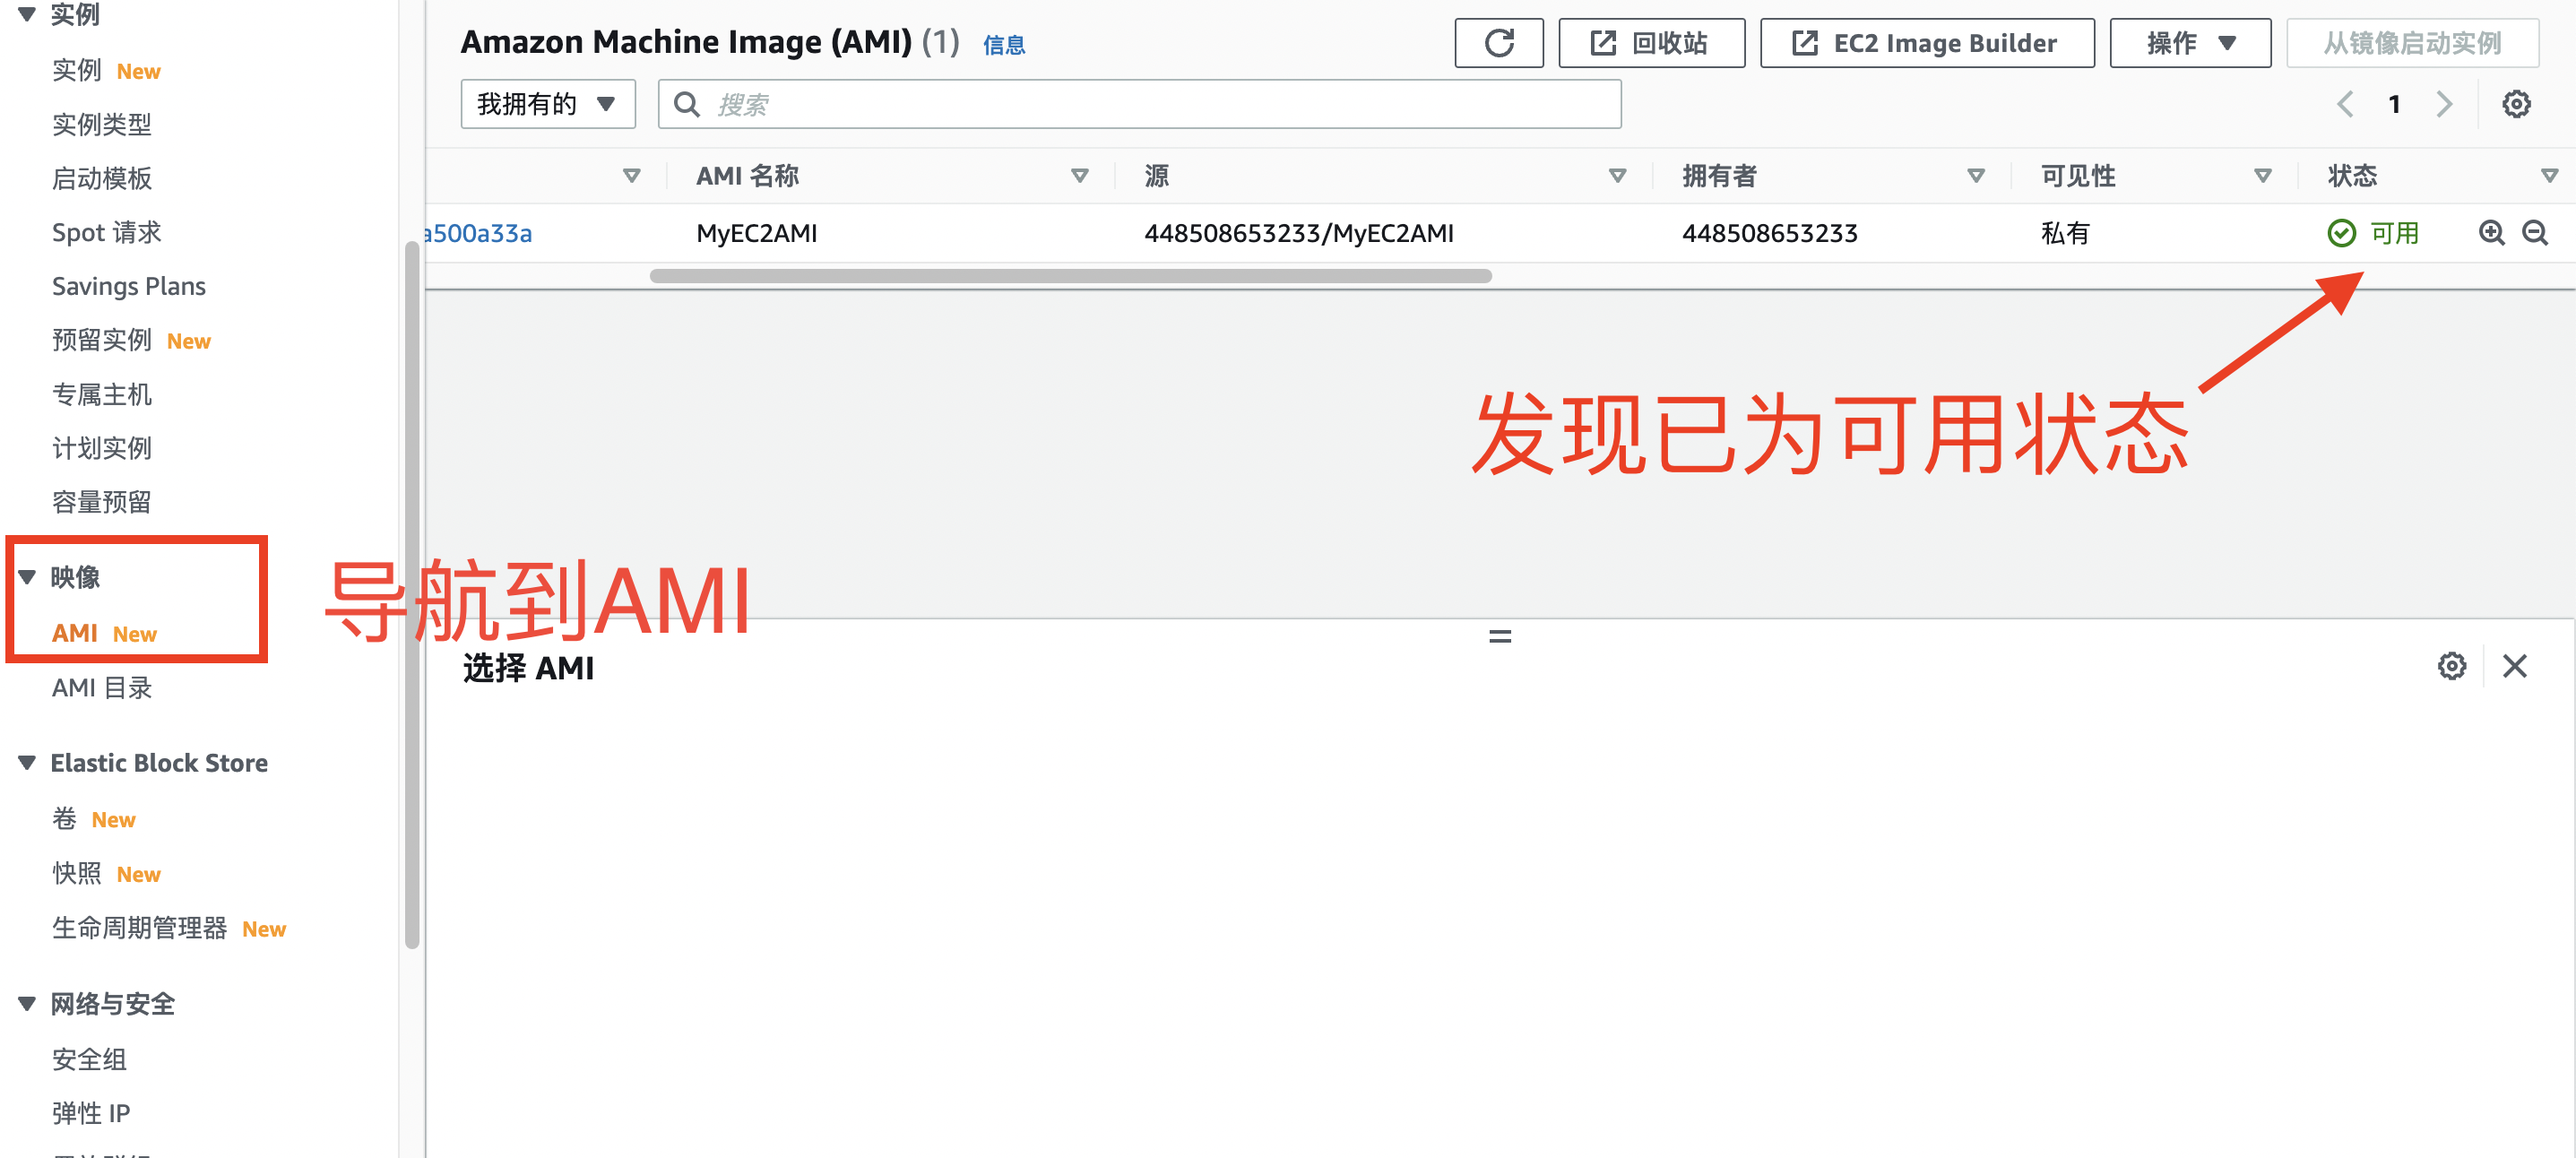 实例
实例 New
实例类型
启动模板
Spot 请求
Savings Plans
预留实例 New
专属主机
计划实例
容量预留
映像
AMI New
AMI 目录
Elastic Block Store
卷 New
快照 New
生命周期管理器 New
网络与安全
安全组
弹性 IP
导航到AMI
Amazon Machine Image (AMI) (1) 信息
回收站
EC2 Image Builder
操作
从镜像启动实例
我拥有的
搜索
1
AMI 名称 源 拥有者 可见性 状态
a500a33a MyEC2AMI 448508653233/MyEC2AMI 448508653233 私有 可用
发现已为可用状态
选择 AMI